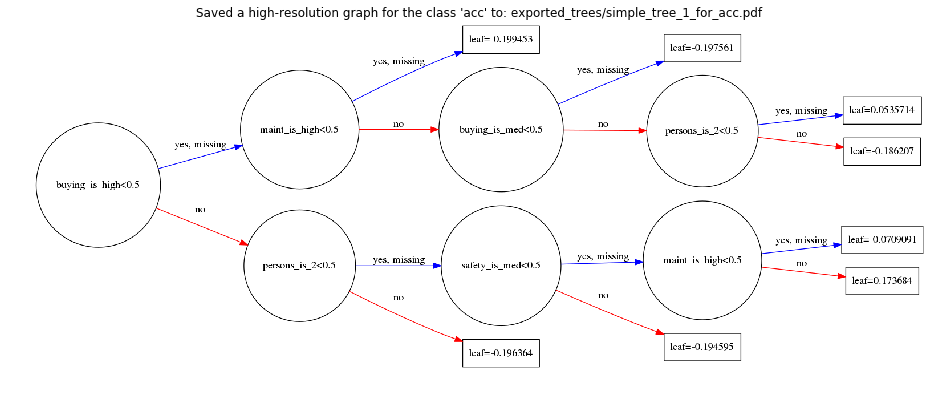 Saved a high-resolution graph for the class 'acc' to: exported_trees/simple_tree_1_for_acc.pdf
leaf= 0.199453
leaf=-0.197561
yes, missing
yes, missing
maint_is_high<0.5
no
buying_is_med<0.5
no
persons_is_2<0.5
yes, missing
leaf=0.0535714
no
leaf=-0.186207
yes, missing
buying_is_high<0.5
no
persons_is_2<0.5
yes, missing
safety_is_med<0.5
yes, missing
maint_is_high<0.5
yes, missing
leaf= 0.0709091
no
leaf=0.173684
no
leaf=-0.196364
no
leaf=-0.194595